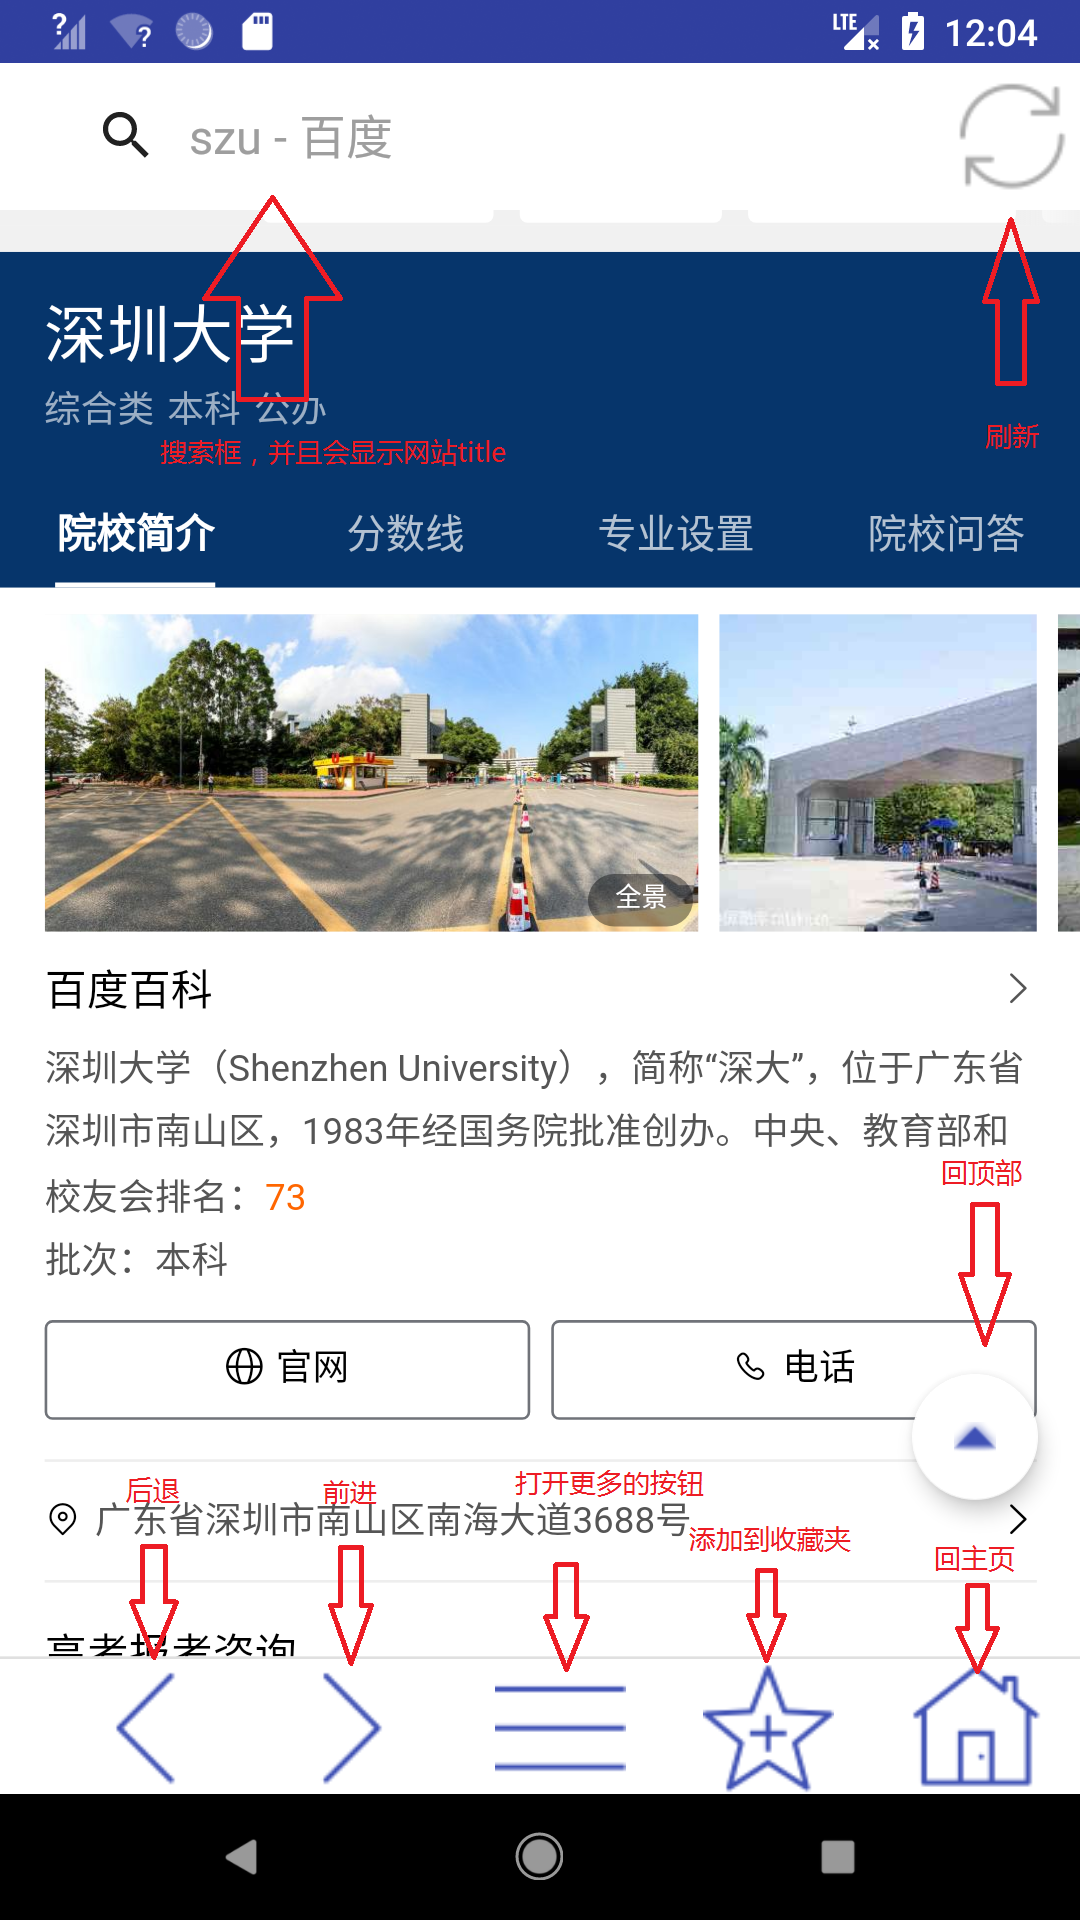 LTE 12:04
szu - 百度
深圳大学
综合类 本科 公办
搜索框，并且会显示网站title
刷新
院校简介 分数线 专业设置 院校问答
全景
百度百科
深圳大学（Shenzhen University），简称“深大”，位于广东省
深圳市南山区，1983年经国务院批准创办。中央、教育部和
回顶部
校友会排名：73
批次：本科
官网 电话
后退 前进 打开更多的按钮
广东省深圳市南山区南海大道3688号
添加到收藏夹
回主页
高考报考咨询